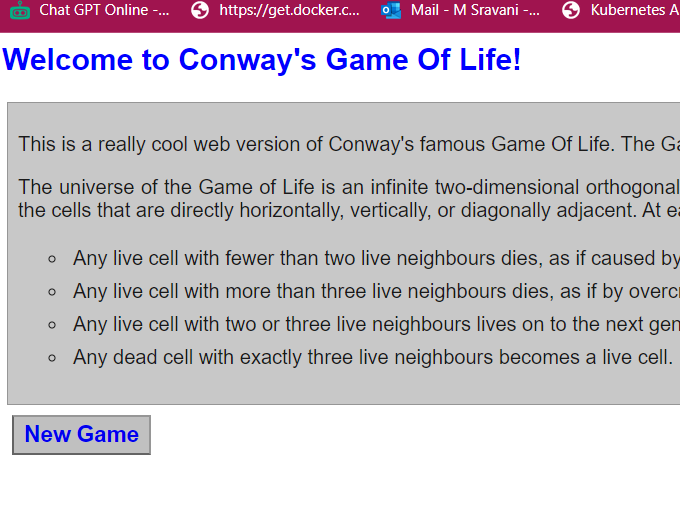 Chat GPT Online -... https://get.docker.c... Mail - M Sravani -... Kubernetes A
Welcome to Conway's Game Of Life!
This is a really cool web version of Conway's famous Game Of Life. The Ga
The universe of the Game of Life is an infinite two-dimensional orthogonal
the cells that are directly horizontally, vertically, or diagonally adjacent. At ea
Any live cell with fewer than two live neighbours dies, as if caused by
Any live cell with more than three live neighbours dies, as if by overcr
Any live cell with two or three live neighbours lives on to the next gen
Any dead cell with exactly three live neighbours becomes a live cell.
New Game